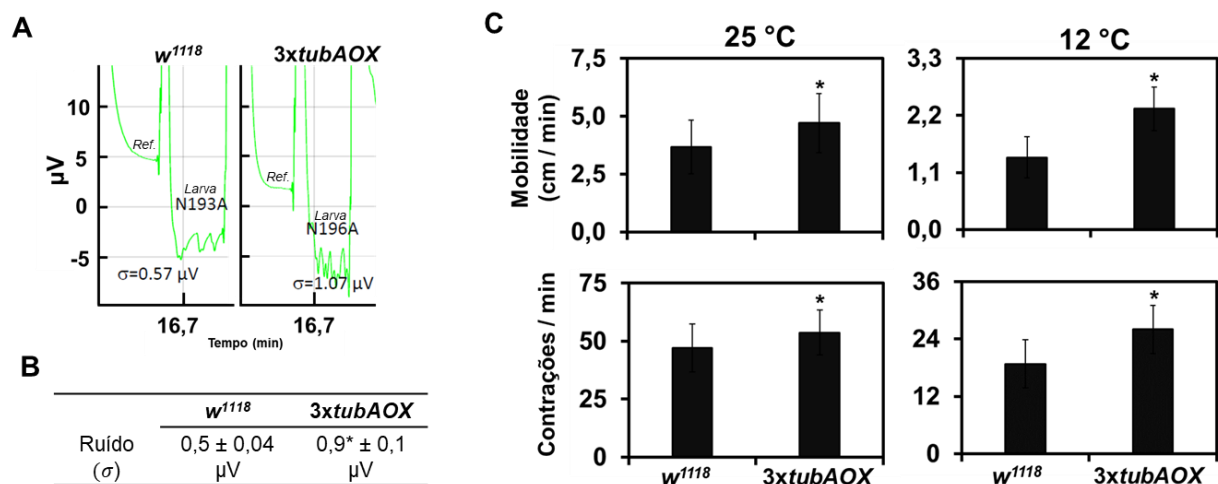 A
w1118 3xtubAOX
10
5
0
-5
µV
Ref.
Larva
N193A
σ=0.57 µV
16,7
Ref.
Larva
N196A
σ=1.07 µV
16,7
Tempo (min)
B
w1118 3xtubAOX
Ruído 0,5 ± 0,04 0,9* ± 0,1
(σ) µV µV
C
25 °C 12 °C
Mobilidade
(cm / min)
7,5
5,0
2,5
0,0
*
3,3
2,2
1,1
0,0
*
Contrações / min
75
50
25
0
*
w1118 3xtubAOX
36
24
12
0
*
w1118 3xtubAOX